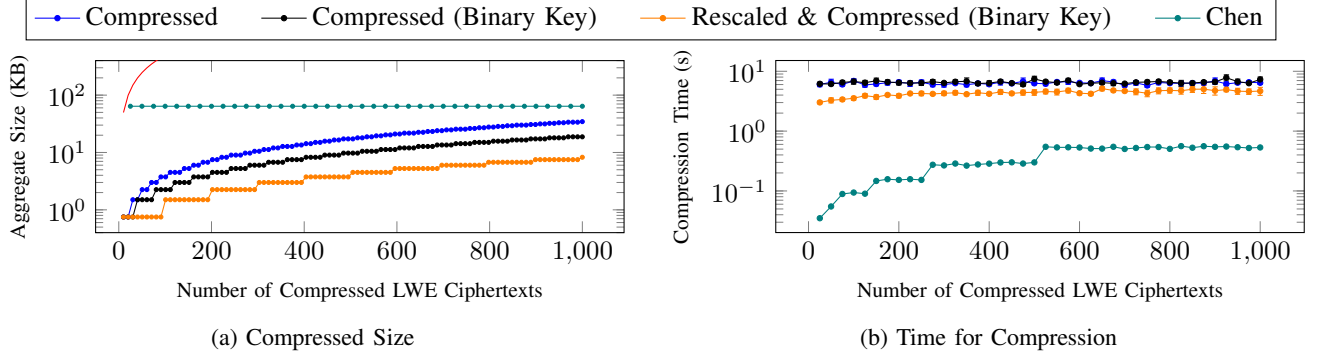 Compressed
Compressed (Binary Key)
Rescaled & Compressed (Binary Key)
Chen
Aggregate Size (KB)
10^2
10^1
10^0
0 200 400 600 800 1,000
Number of Compressed LWE Ciphertexts
(a) Compressed Size
Compression Time (s)
10^1
10^0
10^−1
0 200 400 600 800 1,000
Number of Compressed LWE Ciphertexts
(b) Time for Compression